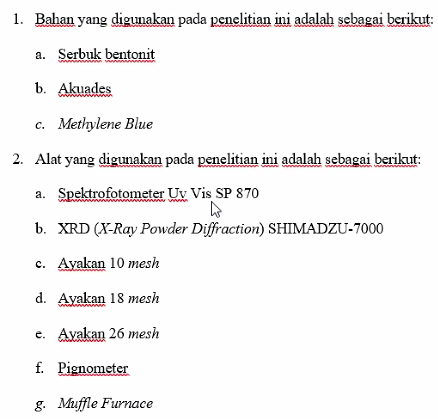 1. Bahan yang digunakan pada penelitian ini adalah sebagai berikut:
a. Serbuk bentonit
b. Akuades
c. Methylene Blue
2. Alat yang digunakan pada penelitian ini adalah sebagai berikut:
a. Spektrofotometer Uv Vis SP 870
b. XRD (X-Ray Powder Diffraction) SHIMADZU-7000
c. Ayakan 10 mesh
d. Ayakan 18 mesh
e. Ayakan 26 mesh
f. Pignometer
g. Muffle Furnace